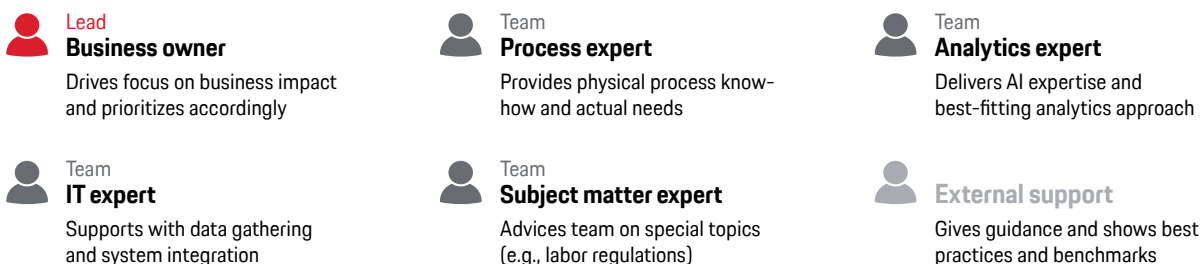 Lead
Business owner
Drives focus on business impact
and prioritizes accordingly
Team
Process expert
Provides physical process know-
how and actual needs
Team
Analytics expert
Delivers AI expertise and
best-fitting analytics approach
Team
IT expert
Supports with data gathering
and system integration
Team
Subject matter expert
Advices team on special topics
(e.g., labor regulations)
External support
Gives guidance and shows best
practices and benchmarks